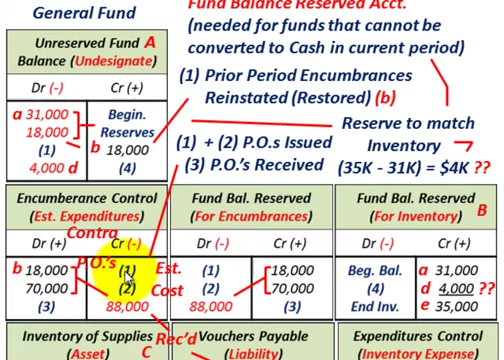 General Fund
Fund Balance Reserved Acct.
(needed for funds that cannot be
converted to Cash in current period)
(1) Prior Period Encumbrances
Reinstated (Restored) (b)
Reserve to match
Inventory
(35K - 31K) = $4K ??
(1) + (2) P.O.s Issued
(3) P.O.'s Received
Unreserved Fund A
Balance (Undesignate)
Dr (-) Cr (+)
a 31,000 Begin.
18,000 Reserves
(1) b 18,000
4,000 d (4)
Encumberance Control
(Est. Expenditures)
Contra
Dr (+) Cr (-)
P.O.'s
b 18,000 (1) Est.
70,000 (2) Cost
(3) 88,000
Rec'd
Fund Bal. Reserved
(For Encumbrances)
Dr (-) Cr (+)
(1) 18,000
(2) 70,000
88,000 (3)
Fund Bal. Reserved
(For Inventory) B
Dr (-) Cr (+)
Beg. Bal. a 31,000
(4) d 4,000 ??
End Inv. e 35,000
Inventory of Supplies
(Asset) C
Vouchers Payable
(Liability)
Expenditures Control
(Inventory Expense)